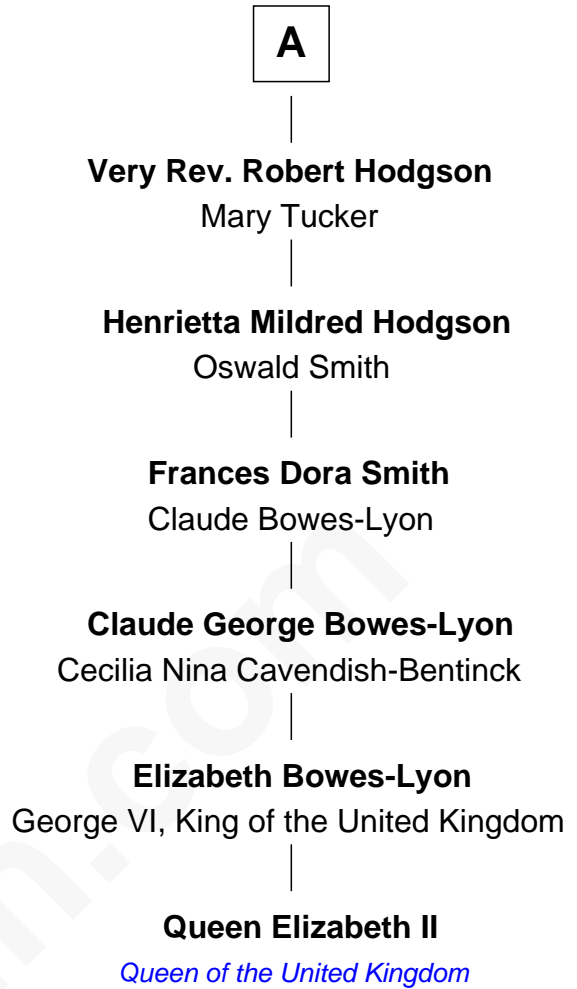 A
Very Rev. Robert Hodgson
Mary Tucker
Henrietta Mildred Hodgson
Oswald Smith
Frances Dora Smith
Claude Bowes-Lyon
Claude George Bowes-Lyon
Cecilia Nina Cavendish-Bentinck
Elizabeth Bowes-Lyon
George VI, King of the United Kingdom
Queen Elizabeth II
Queen of the United Kingdom